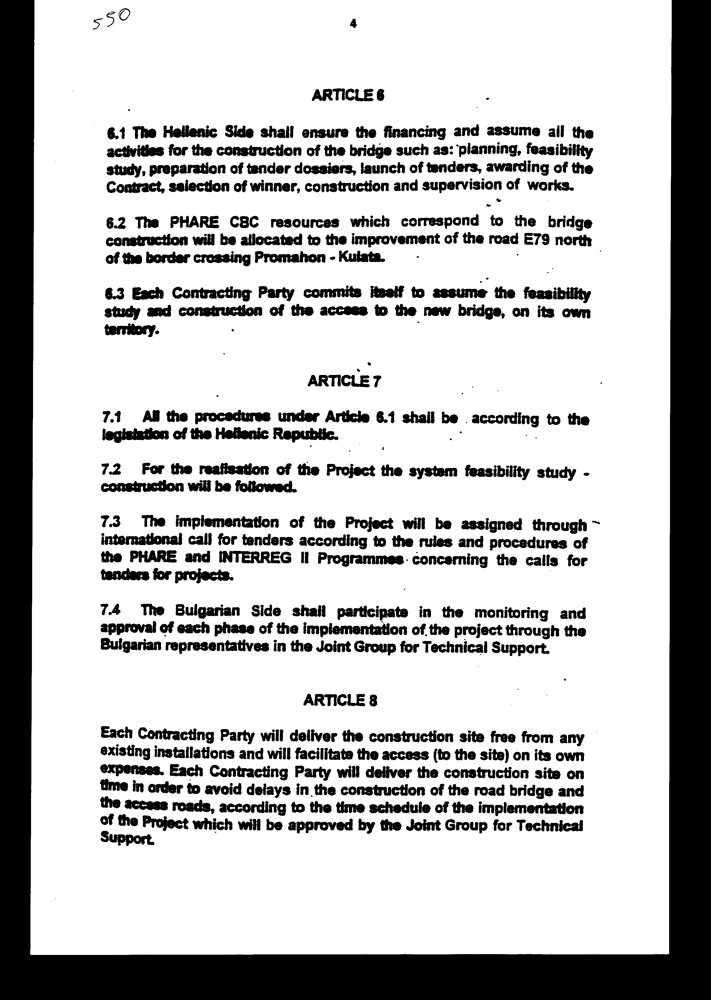 550
4
ARTICLE 6
6.1 The Hellenic Side shall ensure the financing and assume all the
activities for the construction of the bridge such as: planning, feasibility
study, preparation of tender dossiers, launch of tenders, awarding of the
Contract, selection of winner, construction and supervision of works.
6.2 The PHARE CBC resources which correspond to the bridge
construction will be allocated to the improvement of the road E79 north
of the border crossing Promahon - Kulata.
6.3 Each Contracting Party commits itself to assume the feasibility
study and construction of the access to the new bridge, on its own
territory.
ARTICLE 7
7.1 All the procedures under Article 6.1 shall be according to the
legislation of the Hellenic Republic.
7.2 For the realisation of the Project the system feasibility study -
construction will be followed.
7.3 The implementation of the Project will be assigned through
international call for tenders according to the rules and procedures of
the PHARE and INTERREG II Programmes concerning the calls for
tenders for projects.
7.4 The Bulgarian Side shall participate in the monitoring and
approval of each phase of the implementation of the project through the
Bulgarian representatives in the Joint Group for Technical Support.
ARTICLE 8
Each Contracting Party will deliver the construction site free from any
existing installations and will facilitate the access (to the site) on its own
expenses. Each Contracting Party will deliver the construction site on
time in order to avoid delays in the construction of the road bridge and
the access roads, according to the time schedule of the implementation
of the Project which will be approved by the Joint Group for Technical
Support.